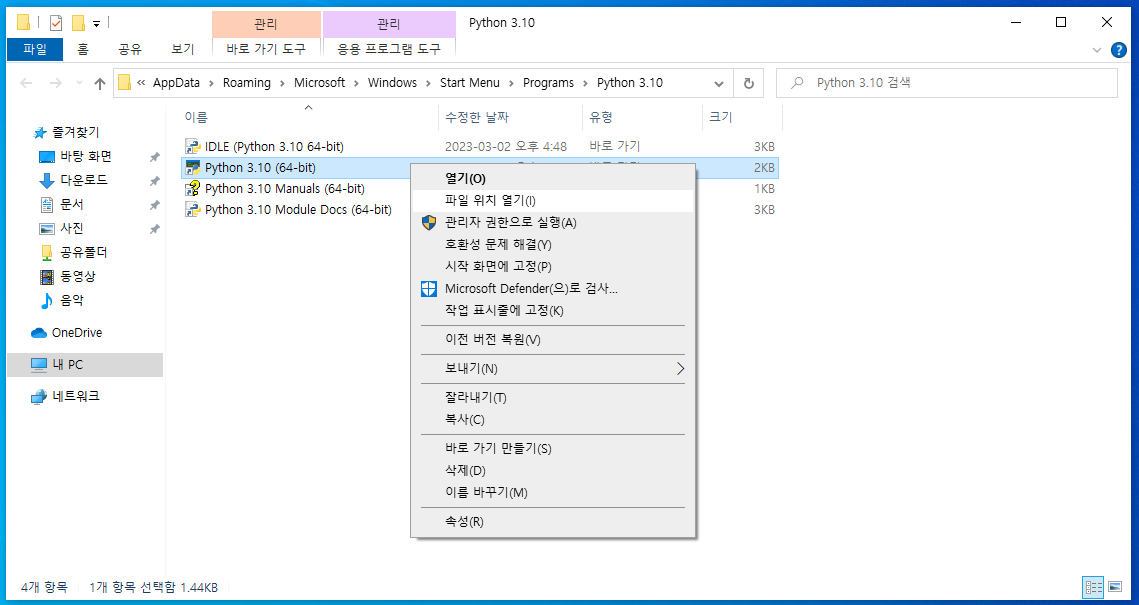 관리 관리 Python 3.10
파일 홈 공유 보기 바로 가기 도구 응용 프로그램 도구
« AppData › Roaming › Microsoft › Windows › Start Menu › Programs › Python 3.10
Python 3.10 검색
이름 수정한 날짜 유형 크기
IDLE (Python 3.10 64-bit) 2023-03-02 오후 4:48 바로 가기 3KB
Python 3.10 (64-bit) 2KB
Python 3.10 Manuals (64-bit) 1KB
Python 3.10 Module Docs (64-bit) 3KB
즐겨찾기
바탕 화면
다운로드
문서
사진
공유폴더
동영상
음악
OneDrive
내 PC
네트워크
열기(O)
파일 위치 열기(I)
관리자 권한으로 실행(A)
호환성 문제 해결(Y)
시작 화면에 고정(P)
Microsoft Defender(으)로 검사...
작업 표시줄에 고정(K)
이전 버전 복원(V)
보내기(N)
잘라내기(T)
복사(C)
바로 가기 만들기(S)
삭제(D)
이름 바꾸기(M)
속성(R)
4개 항목 1개 항목 선택함 1.44KB